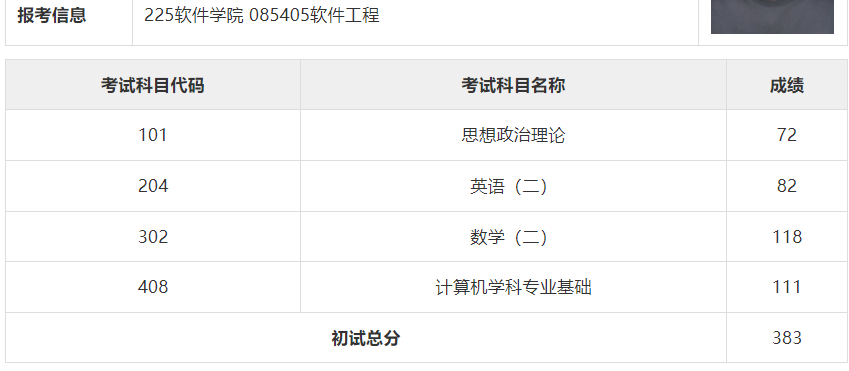 报考信息 225软件学院 085405软件工程
考试科目代码 考试科目名称 成绩
101 思想政治理论 72
204 英语（二） 82
302 数学（二） 118
408 计算机学科专业基础 111
初试总分 383